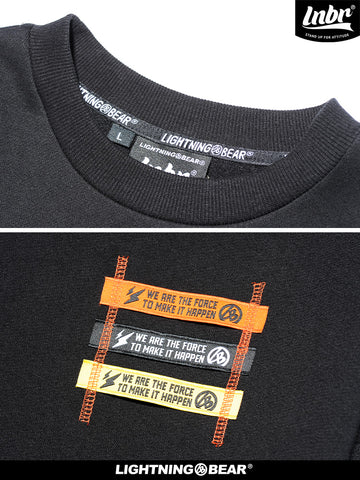 lnbr
STAND UP FOR ATTITUDE
LIGHTNING BEAR®
L
LIGHTNING BEAR®
lnbr
WE ARE THE FORCE
TO MAKE IT HAPPEN
WE ARE THE FORCE
TO MAKE IT HAPPEN
WE ARE THE FORCE
TO MAKE IT HAPPEN
LIGHTNING BEAR®